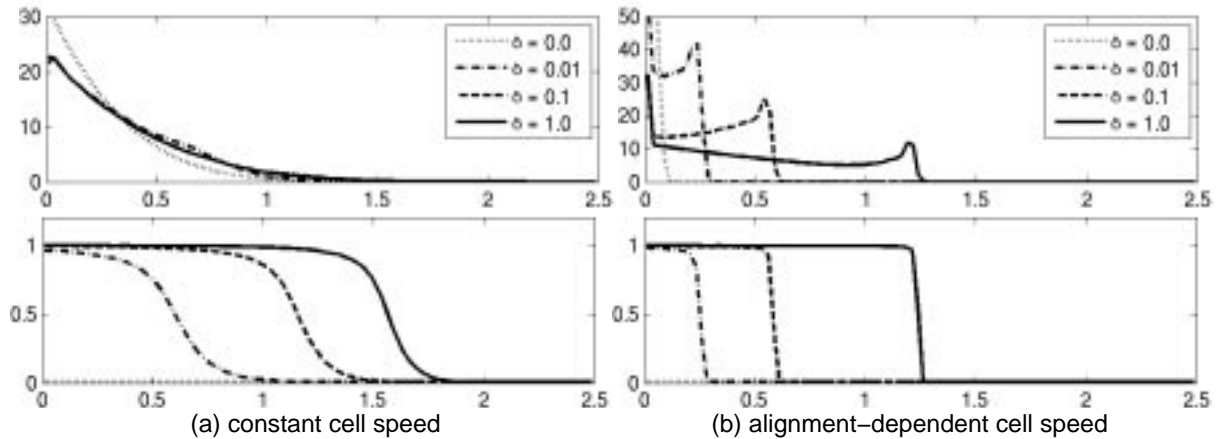 30
20
10
0
0 0.5 1 1.5 2 2.5
δ = 0.0
δ = 0.01
δ = 0.1
δ = 1.0
50
40
30
20
10
0
0 0.5 1 1.5 2 2.5
δ = 0.0
δ = 0.01
δ = 0.1
δ = 1.0
1
0.5
0
0 0.5 1 1.5 2 2.5
1
0.5
0
0 0.5 1 1.5 2 2.5
(a) constant cell speed
(b) alignment−dependent cell speed